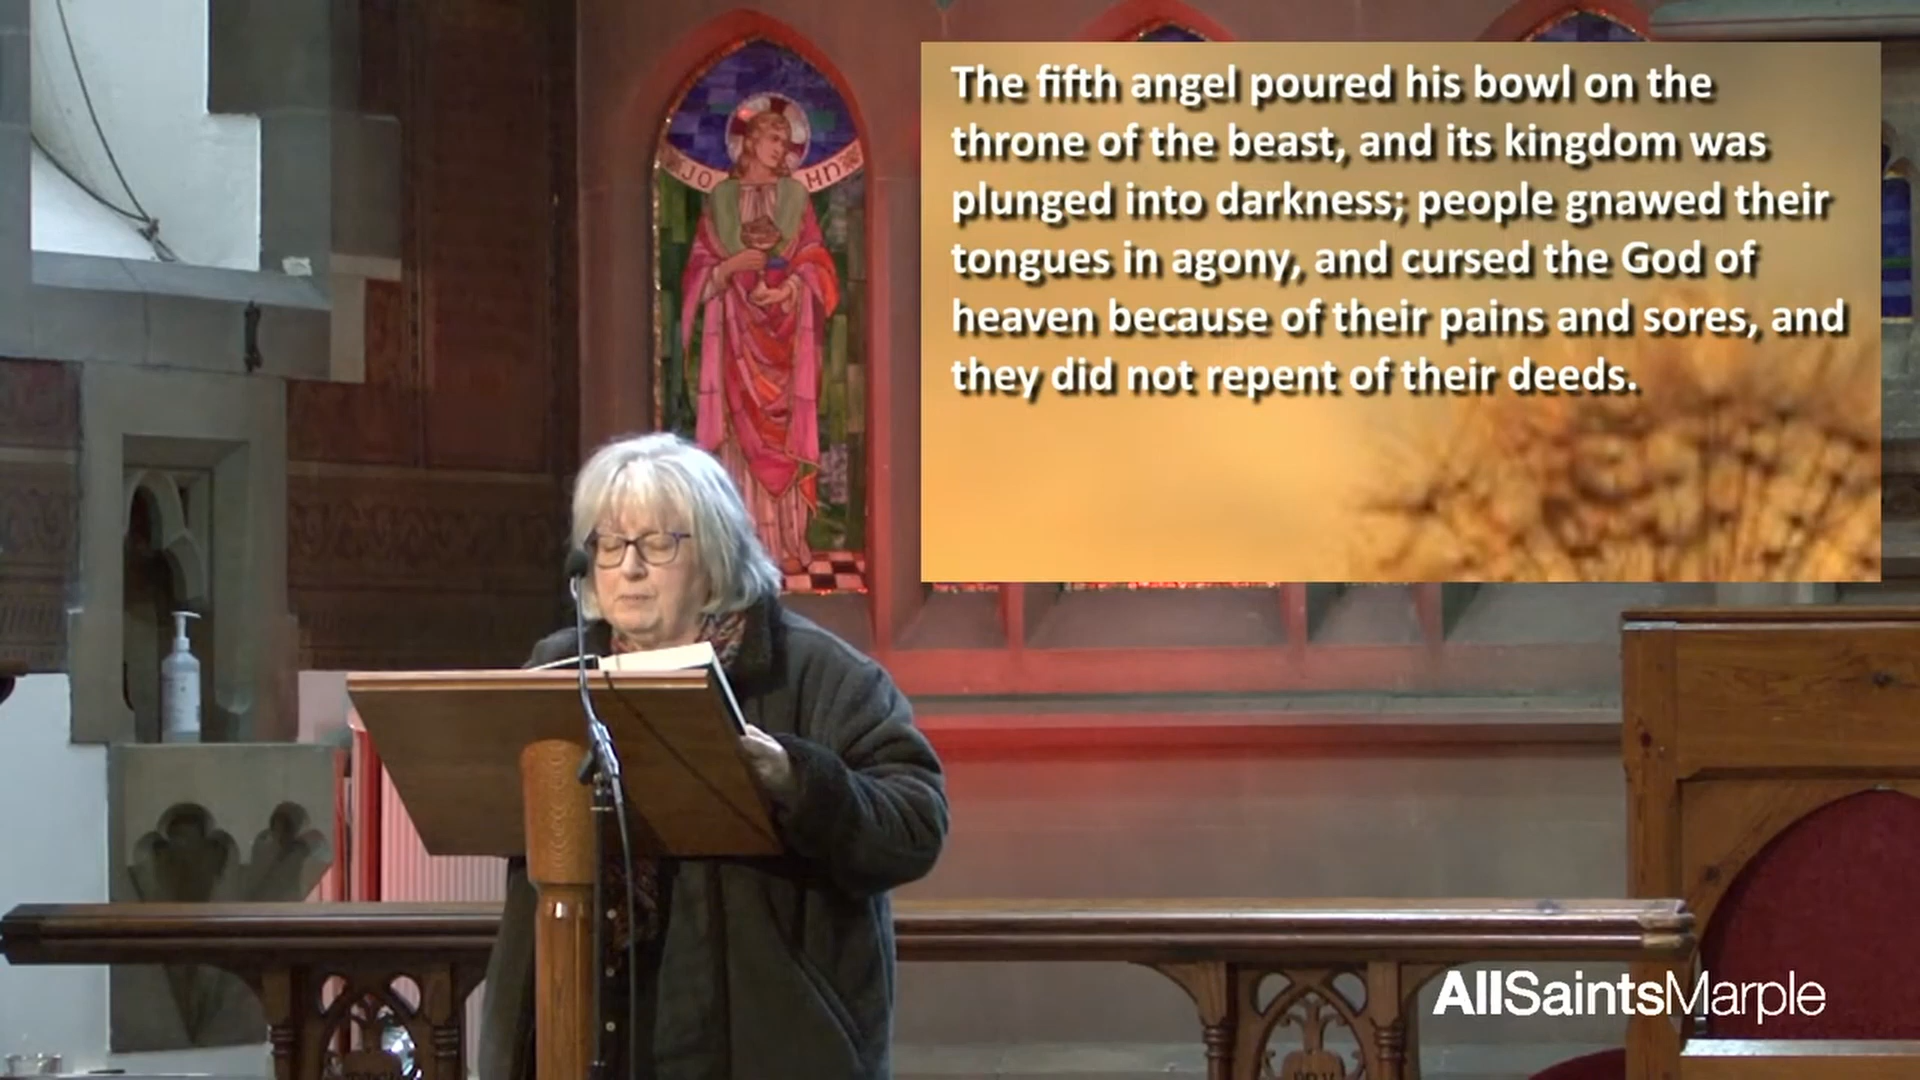 The fifth angel poured his bowl on the
throne of the beast, and its kingdom was
plunged into darkness; people gnawed their
tongues in agony, and cursed the God of
heaven because of their pains and sores, and
they did not repent of their deeds.
JOHN
AllSaintsMarple